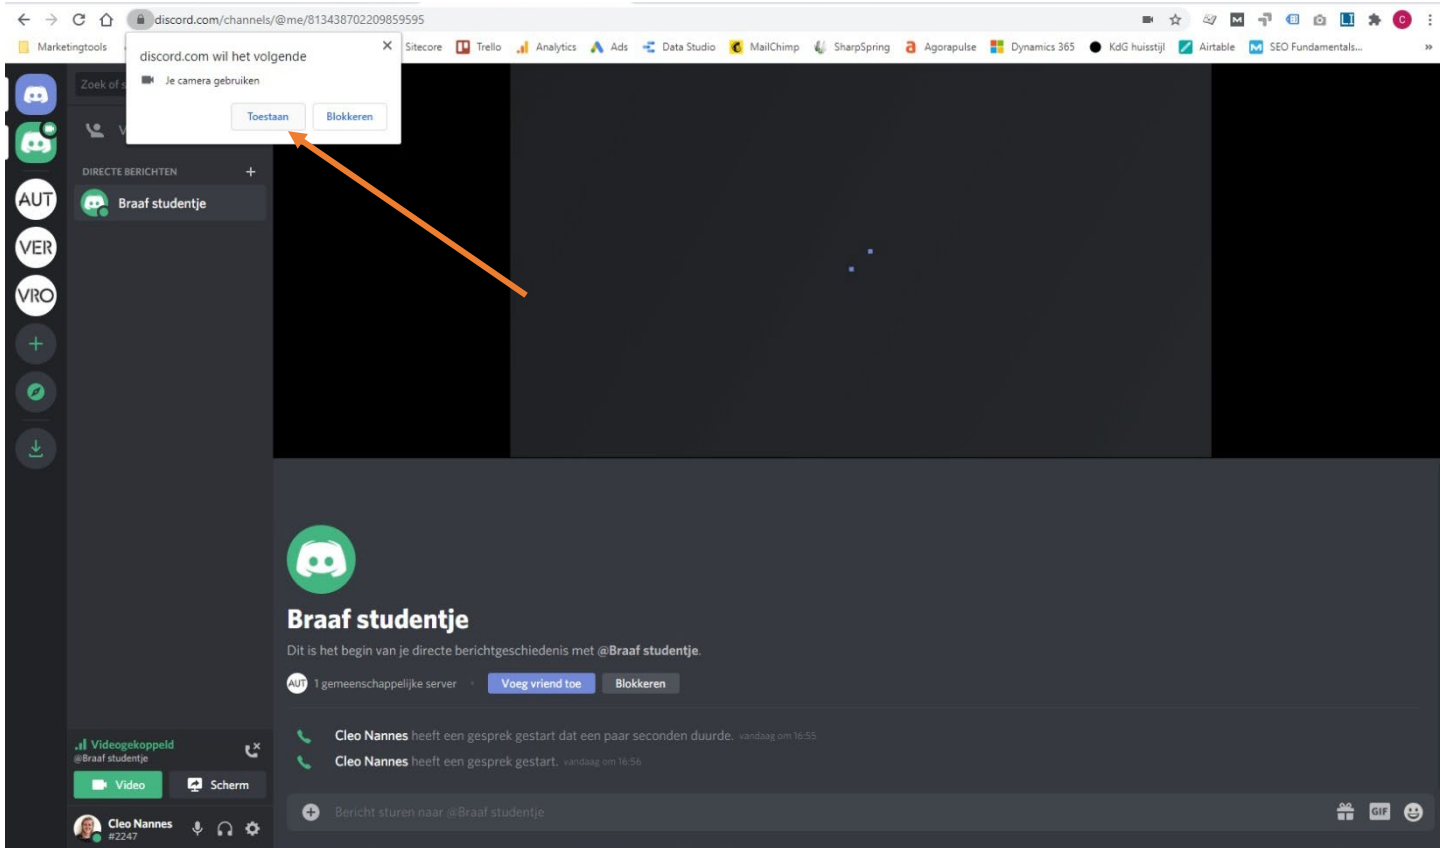 discord.com/channels/@me/813438702209859595
Marketingtools
Sitecore
Trello
Analytics
Ads
Data Studio
MailChimp
SharpSpring
Agorapulse
Dynamics 365
KdG huisstijl
Airtable
SEO Fundamentals...
discord.com wil het volgende
Je camera gebruiken
Toestaan
Blokkeren
Zoek of s
V
DIRECTE BERICHTEN
Braaf studentje
AUT
VER
VRO
Braaf studentje
Dit is het begin van je directe berichtgeschiedenis met @Braaf studentje.
AUT 1 gemeenschappelijke server
Voeg vriend toe
Blokkeren
Cleo Nannes heeft een gesprek gestart dat een paar seconden duurde. vandaag om 16:55
Cleo Nannes heeft een gesprek gestart. vandaag om 16:56
Videogekoppeld
@Braaf studentje
Video
Scherm
Cleo Nannes
#2247
Bericht sturen naar @Braaf studentje
GIF